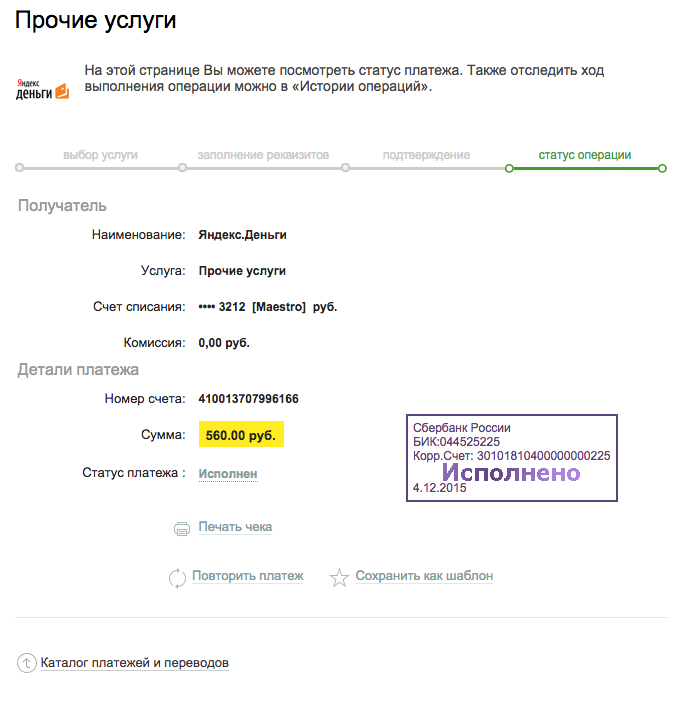 Прочие услуги
Яндекс
деньги
На этой странице Вы можете посмотреть статус платежа. Также отследить ход
выполнения операции можно в «Истории операций».
выбор услуги
заполнение реквизитов
подтверждение
статус операции
Получатель
Наименование: Яндекс.Деньги
Услуга: Прочие услуги
Счет списания: •••• 3212 [Maestro] руб.
Комиссия: 0,00 руб.
Детали платежа
Номер счета: 410013707996166
Сумма: 560.00 руб.
Статус платежа : Исполнен
Сбербанк России
БИК:044525225
Корр.Счет: 30101810400000000225
Исполнено
4.12.2015
Печать чека
Повторить платеж
Сохранить как шаблон
Каталог платежей и переводов